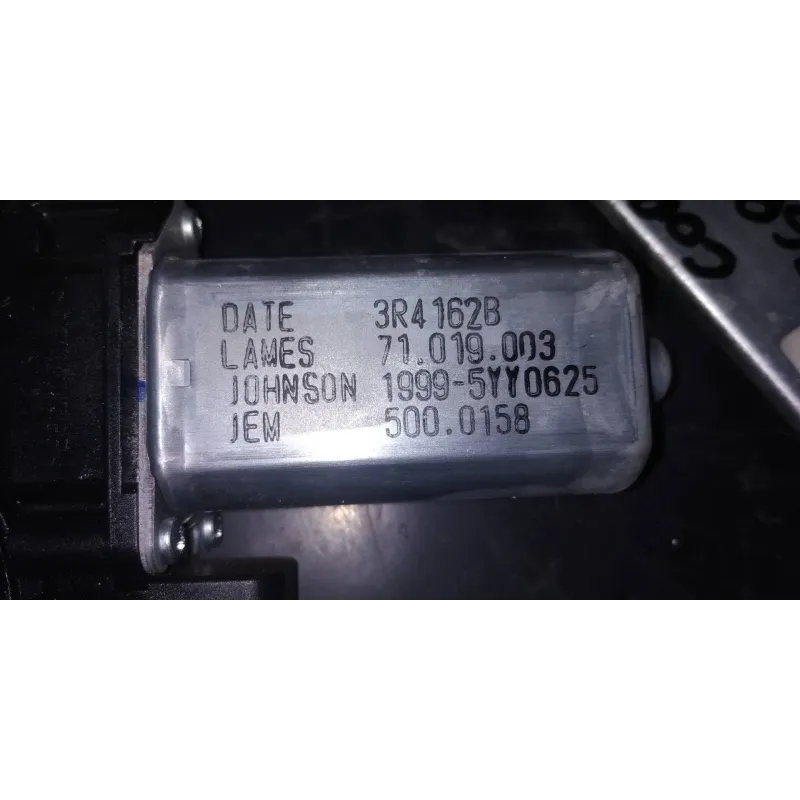 DATE 3R4162B
LAMES 71.019.003
JOHNSON 1999-5YY0625
JEM 500.0158